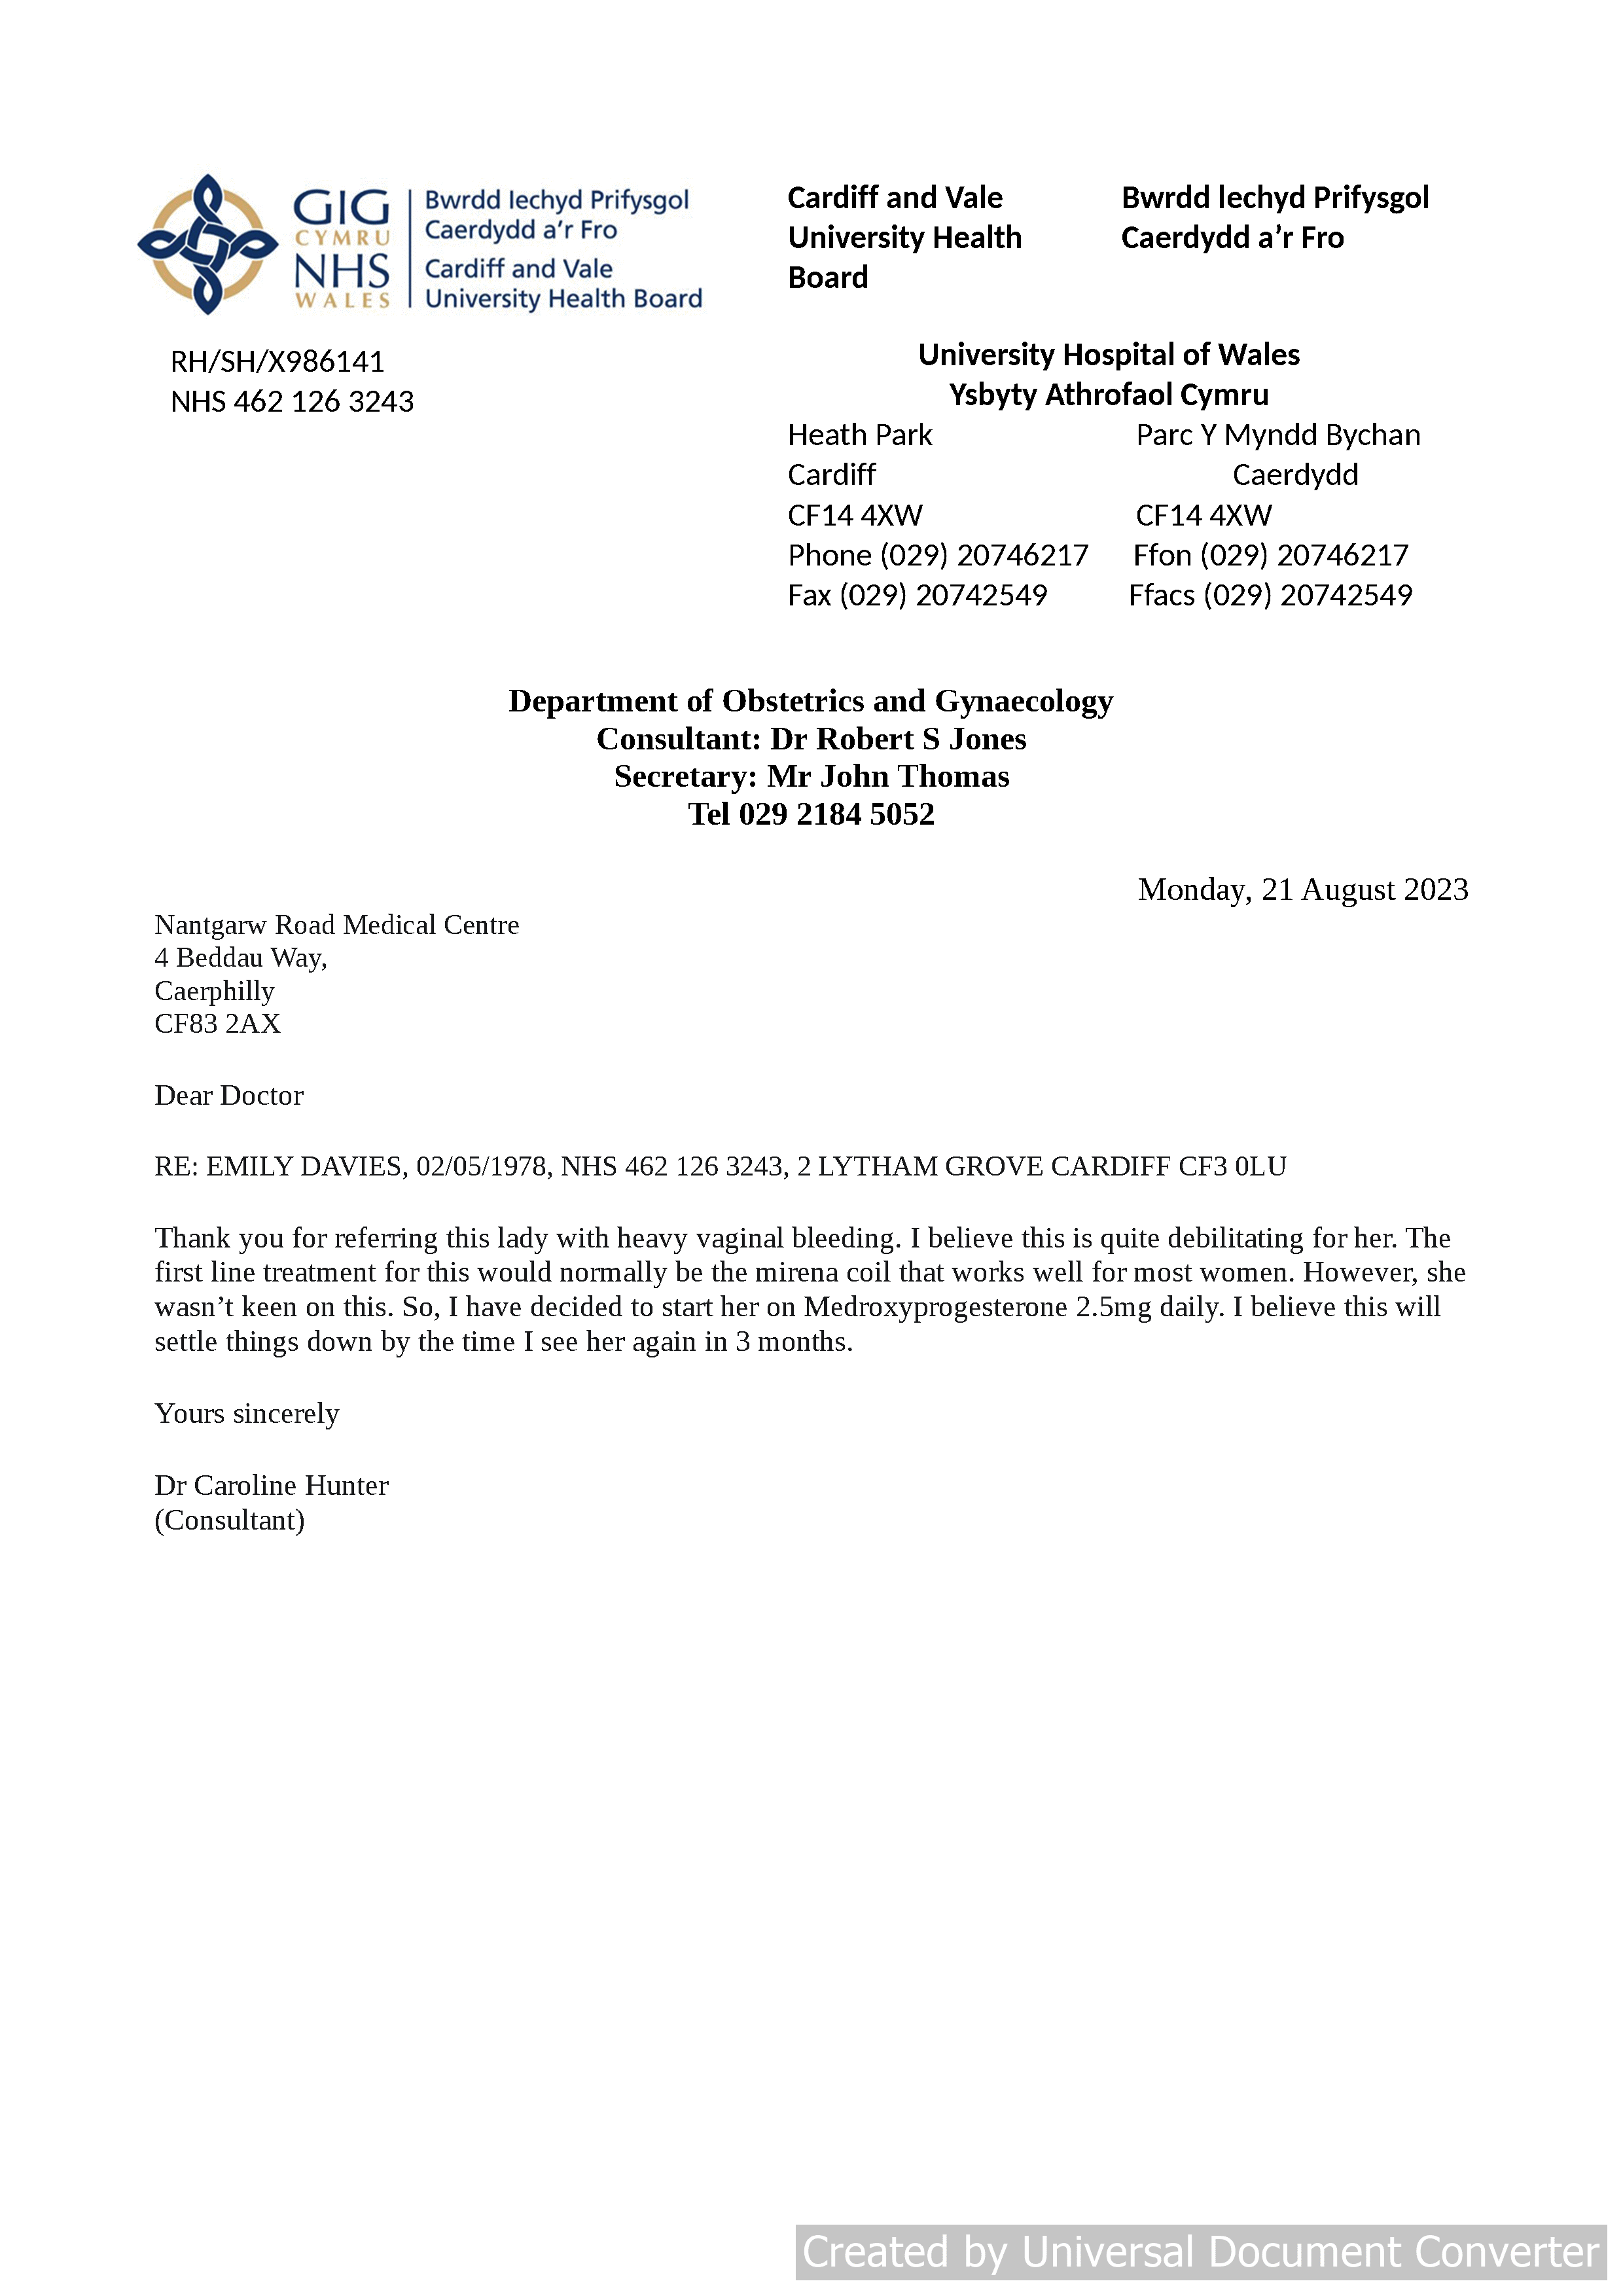 GIG
CYMRU
NHS
WALES
Bwrdd Iechyd Prifysgol
Caerdydd a'r Fro
Cardiff and Vale
University Health Board
Cardiff and Vale
University Health
Board
Bwrdd lechyd Prifysgol
Caerdydd a’r Fro
RH/SH/X986141
NHS 462 126 3243
University Hospital of Wales
Ysbyty Athrofaol Cymru
Heath Park Parc Y Myndd Bychan
Cardiff Caerdydd
CF14 4XW CF14 4XW
Phone (029) 20746217 Ffon (029) 20746217
Fax (029) 20742549 Ffacs (029) 20742549
Department of Obstetrics and Gynaecology
Consultant: Dr Robert S Jones
Secretary: Mr John Thomas
Tel 029 2184 5052
Monday, 21 August 2023
Nantgarw Road Medical Centre
4 Beddau Way,
Caerphilly
CF83 2AX
Dear Doctor
RE: EMILY DAVIES, 02/05/1978, NHS 462 126 3243, 2 LYTHAM GROVE CARDIFF CF3 0LU
Thank you for referring this lady with heavy vaginal bleeding. I believe this is quite debilitating for her. The
first line treatment for this would normally be the mirena coil that works well for most women. However, she
wasn’t keen on this. So, I have decided to start her on Medroxyprogesterone 2.5mg daily. I believe this will
settle things down by the time I see her again in 3 months.
Yours sincerely
Dr Caroline Hunter
(Consultant)
Created by Universal Document Converter